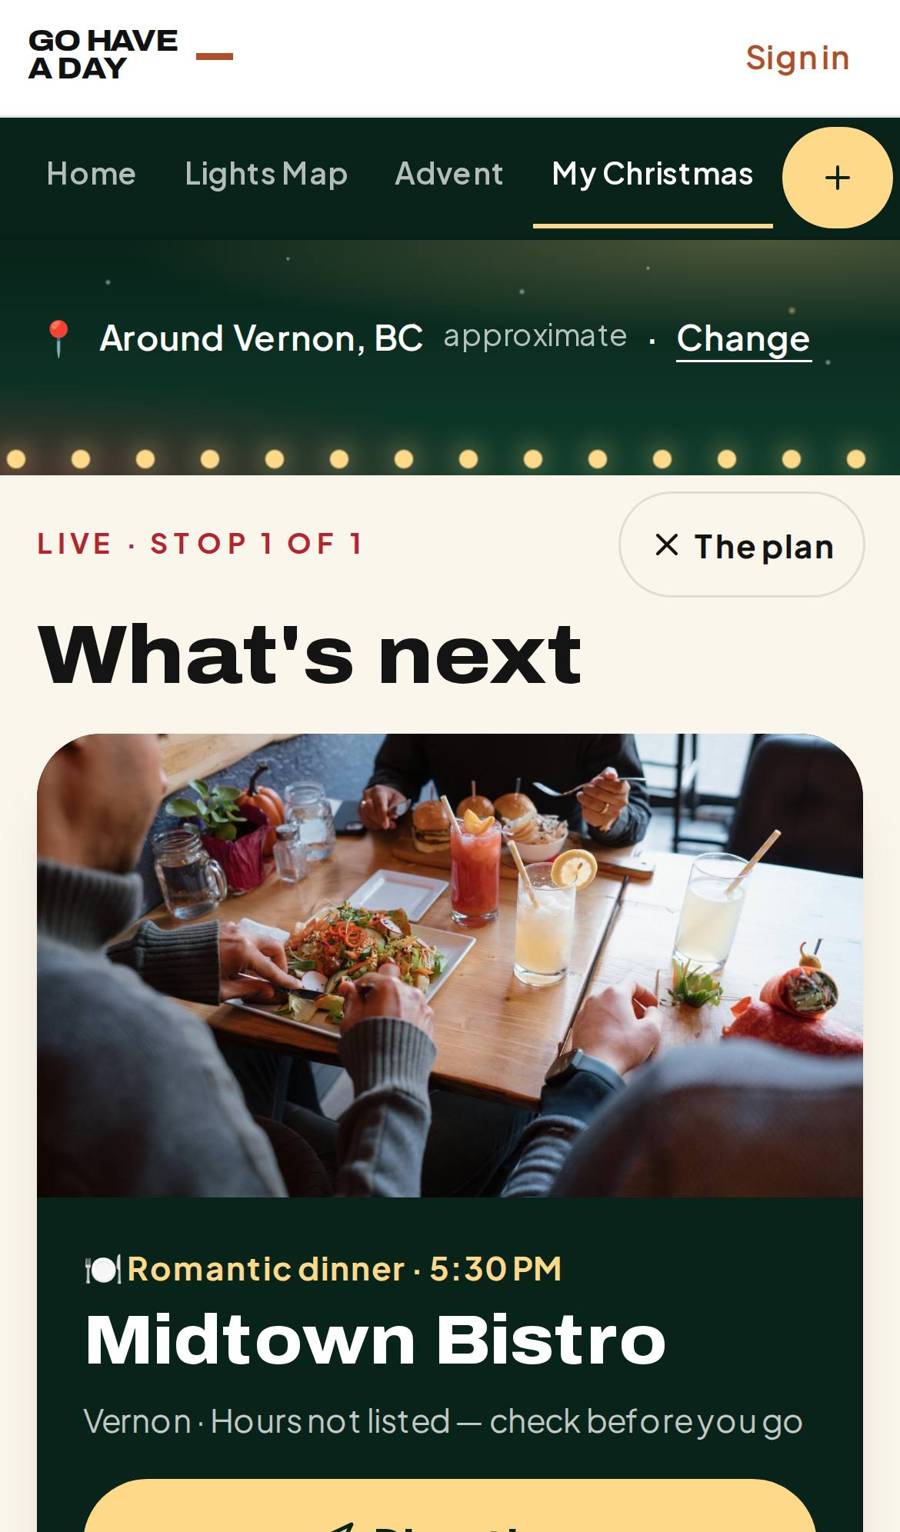 GO HAVE
A DAY
Sign in
Home Lights Map Advent My Christmas +
Around Vernon, BC approximate · Change
LIVE · STOP 1 OF 1
× The plan
What's next
Romantic dinner · 5:30 PM
Midtown Bistro
Vernon · Hours not listed — check before you go